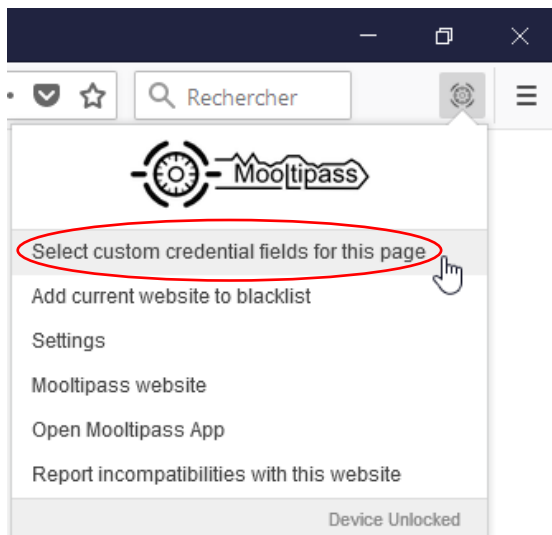 Rechercher
Mooltipass
Select custom credential fields for this page
Add current website to blacklist
Settings
Mooltipass website
Open Mooltipass App
Report incompatibilities with this website
Device Unlocked